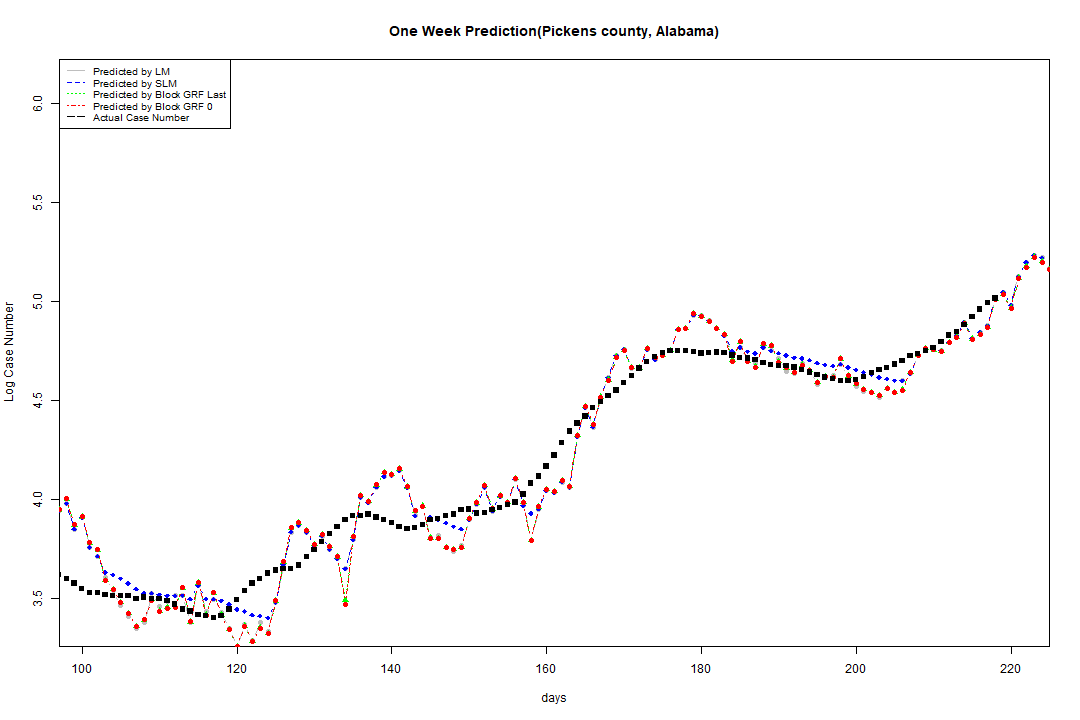 One Week Prediction(Pickens county, Alabama)
Predicted by LM
Predicted by SLM
Predicted by Block GRF Last
Predicted by Block GRF 0
Actual Case Number
6.0
5.5
5.0
4.5
4.0
3.5
Log Case Number
100 120 140 160 180 200 220
days